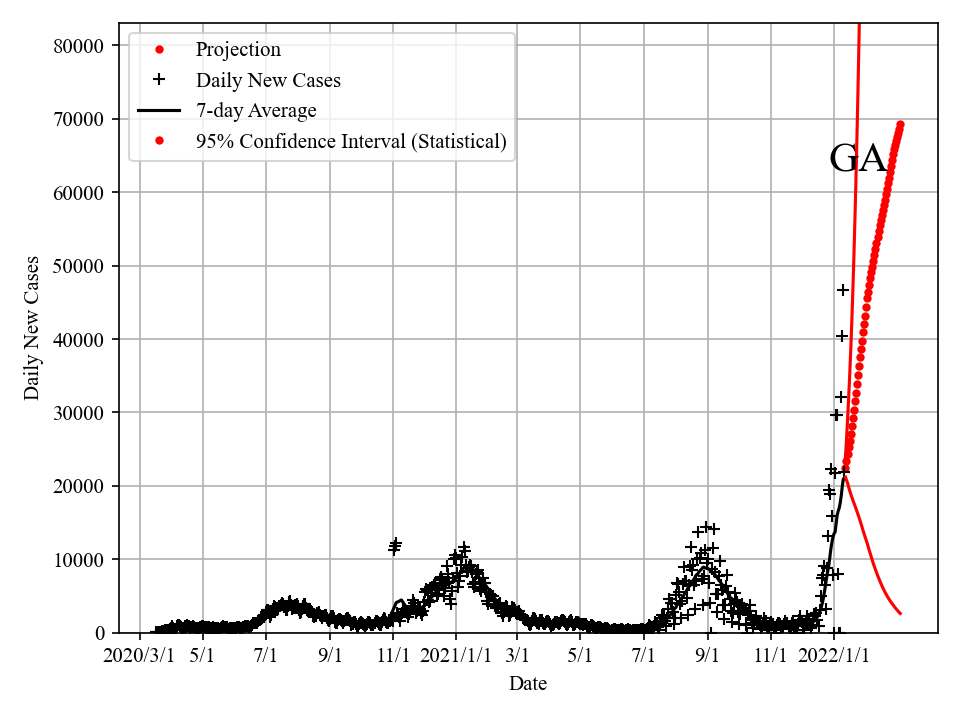 80000
70000
60000
50000
40000
30000
20000
10000
0
Daily New Cases
Projection
Daily New Cases
7-day Average
95% Confidence Interval (Statistical)
GA
2020/3/1 5/1 7/1 9/1 11/1 2021/1/1 3/1 5/1 7/1 9/1 11/1 2022/1/1
Date